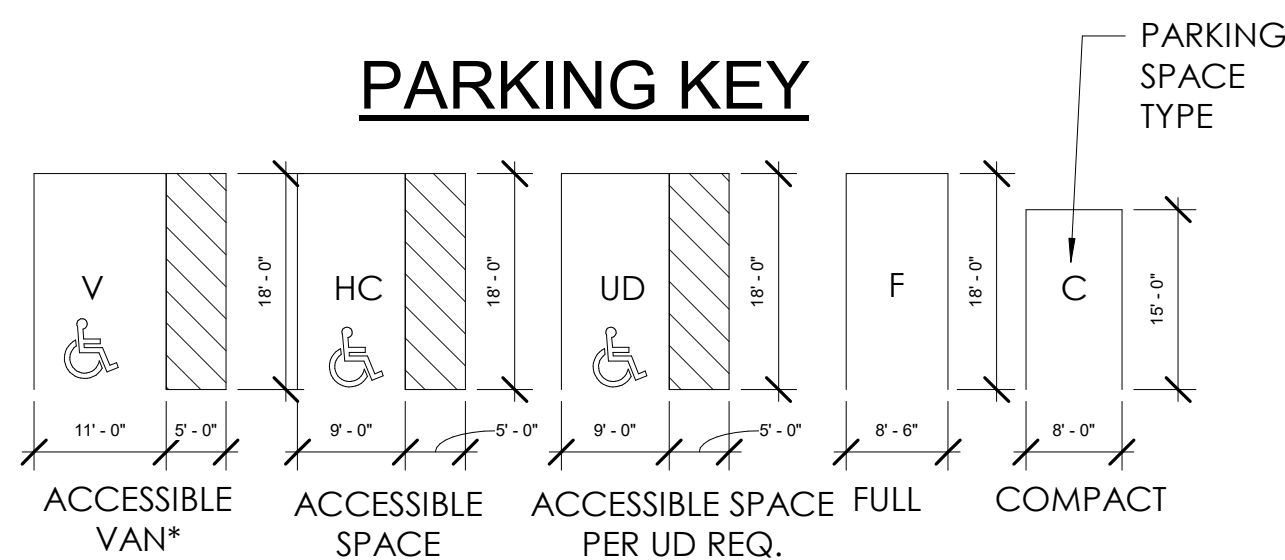 PARKING KEY
PARKING
SPACE
TYPE
V
18' - 0"
HC
18' - 0"
UD
18' - 0"
F
18' - 0"
C
15' - 0"
11' - 0"
5' - 0"
9' - 0"
5' - 0"
9' - 0"
5' - 0"
8' - 6"
8' - 0"
ACCESSIBLE
VAN*
ACCESSIBLE
SPACE
ACCESSIBLE SPACE
PER UD REQ.
FULL
COMPACT